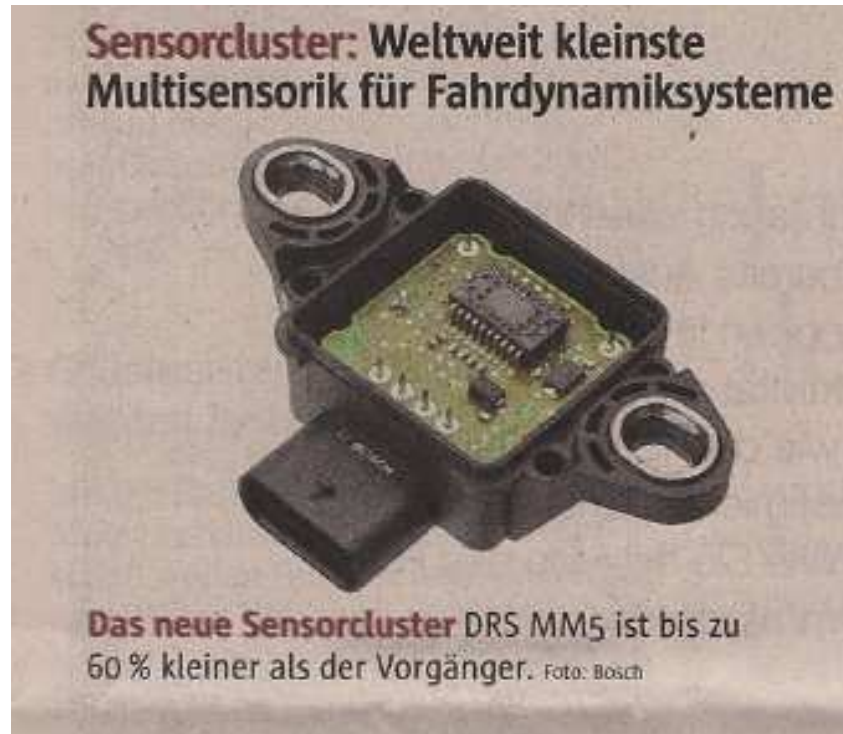 Sensorcluster: Weltweit kleinste
Multisensorik für Fahrdynamiksysteme
BOSCH
Das neue Sensorcluster DRS MM5 ist bis zu
60 % kleiner als der Vorgänger. Foto: Bosch